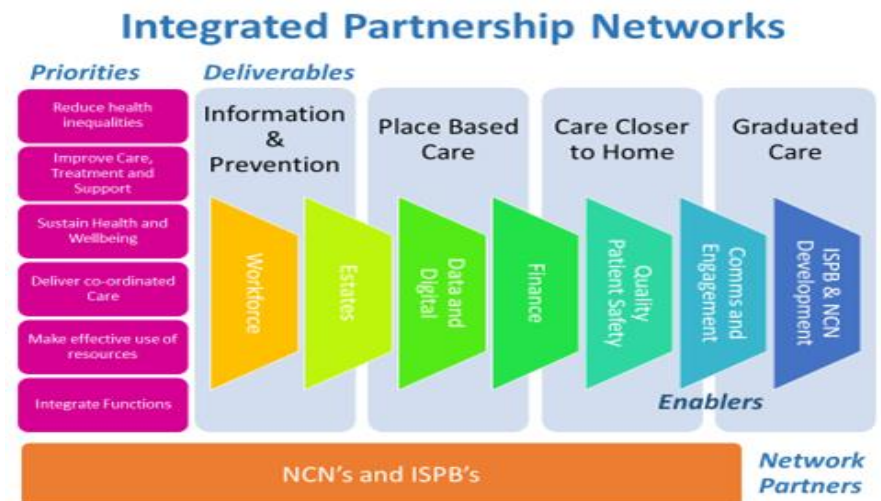 Integrated Partnership Networks
Priorities
Deliverables
Reduce health
inequalities
Improve Care,
Treatment and
Support
Sustain Health and
Wellbeing
Deliver co-ordinated
Care
Make effective use of
resources
Integrate Functions
Information
&
Prevention
Place Based
Care
Care Closer
to Home
Graduated
Care
Workforce
Estates
Data and
Digital
Finance
Quality
Patient Safety
Comms and
Engagement
ISPB & NCN
Development
Enablers
NCN's and ISPB's
Network
Partners